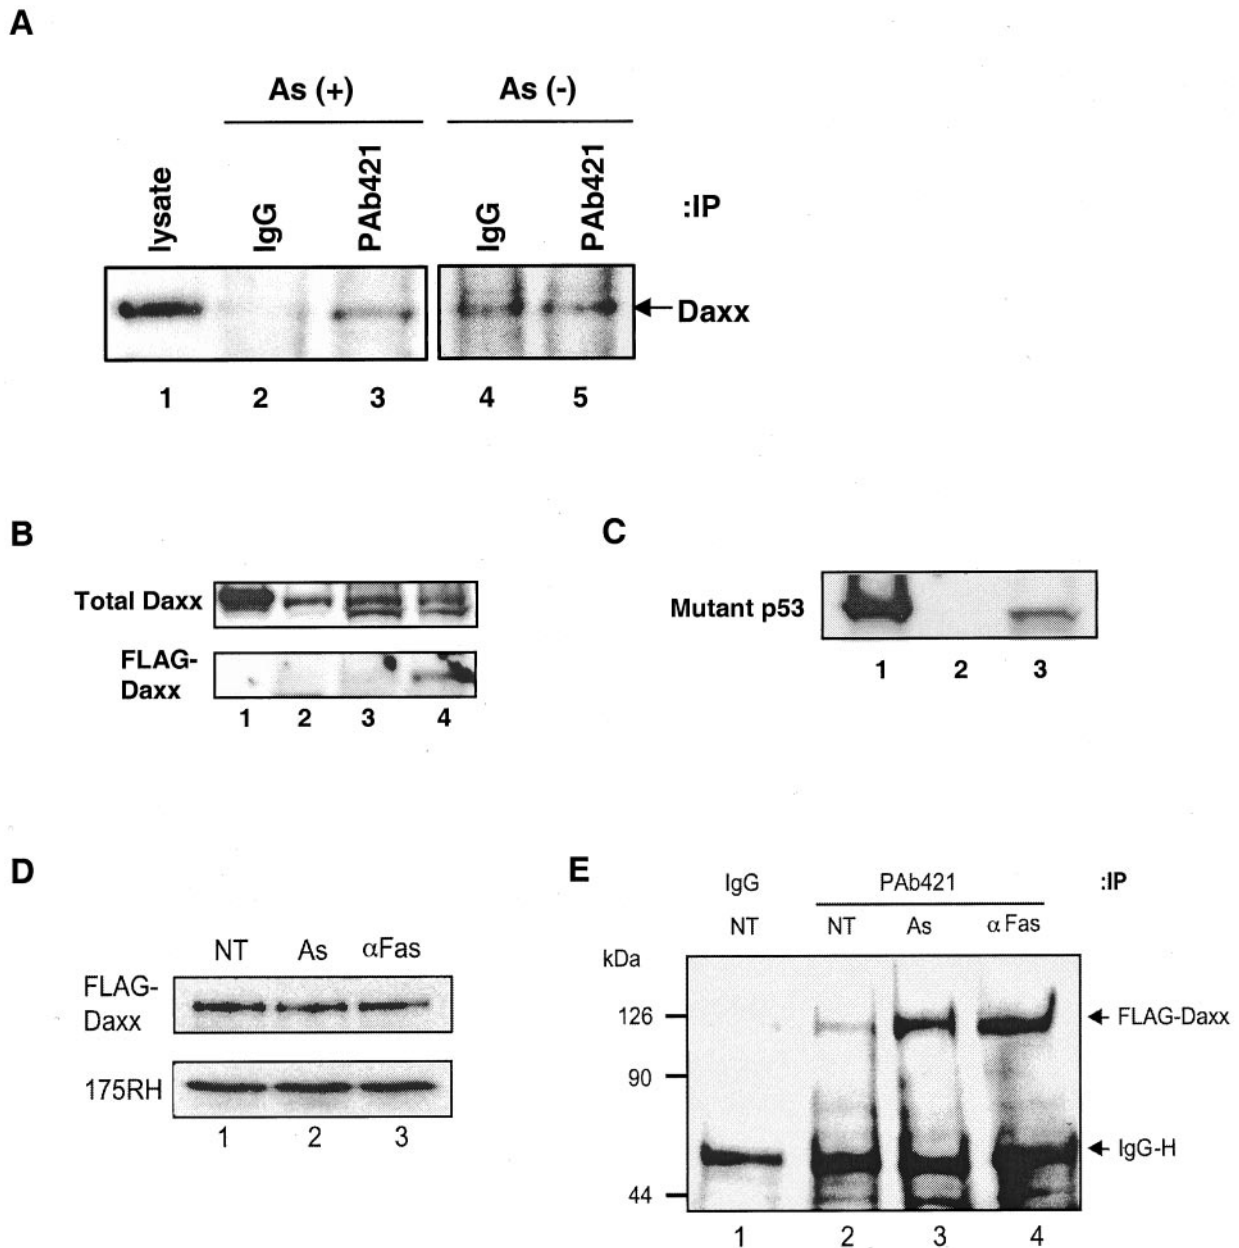 A
As (+) As (-)
lysate IgG PAb421 IgG PAb421 :IP
Daxx
1 2 3 4 5
B
Total Daxx
FLAG-
Daxx
1 2 3 4
C
Mutant p53
1 2 3
D
NT As αFas
FLAG-
Daxx
175RH
1 2 3
E
IgG PAb421 :IP
NT NT As αFas
kDa
126 FLAG-Daxx
90
IgG-H
44
1 2 3 4